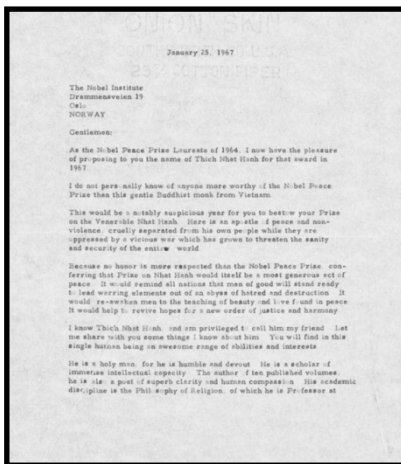 January 25, 1967
The Nobel Institute
Drammensveien 19
Oslo
NORWAY
Gentlemen:
As the Nobel Peace Prize Laureate of 1964, I now have the pleasure
of proposing to you the name of Thich Nhat Hanh for that award in
1967
I do not personally know of anyone more worthy of the Nobel Peace
Prize than this gentle Buddhist monk from Vietnam.
This would be a notably auspicious year for you to bestow your Prize
on the Venerable Nhat Hanh. Here is an apostle of peace and non-
violence, cruelly separated from his own people while they are
oppressed by a vicious war which has grown to threaten the sanity
and security of the entire world.
Because no honor is more respected than the Nobel Peace Prize, con-
ferring that Prize on Nhat Hanh would itself be a most generous act of
peace. It would remind all nations that men of good will stand ready
to lead warring elements out of an abyss of hatred and destruction. It
would re-awaken men to the teaching of beauty and love found in peace.
It would help to revive hopes for a new order of justice and harmony
I know Thich Nhat Hanh, and am privileged to call him my friend. Let
me share with you some things I know about him. You will find in this
single human being an awesome range of abilities and interests
He is a holy man, for he is humble and devout. He is a scholar of
immense intellectual capacity. The author of ten published volumes,
he is also a poet of superb clarity and human compassion. His academic
discipline is the Philosophy of Religion, of which he is Professor at